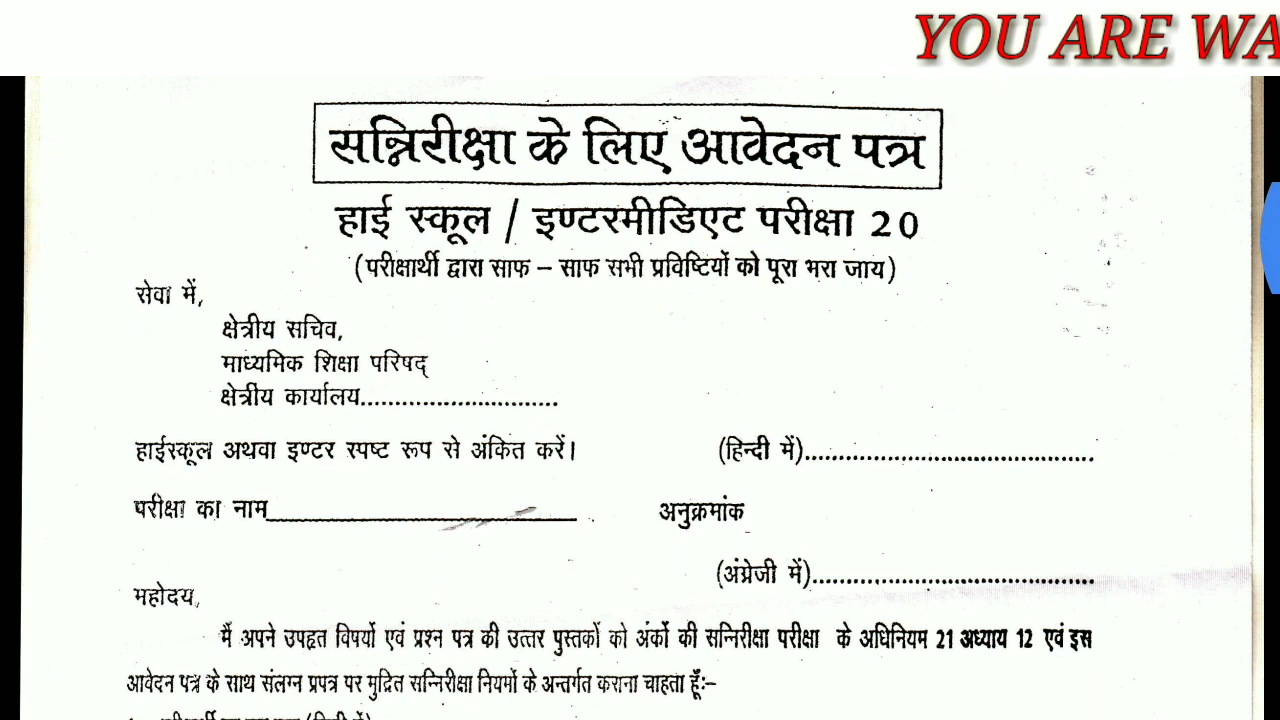 YOU ARE WA
सन्निरीक्षा के लिए आवेदन पत्र
हाई स्कूल / इण्टरमीडिएट परीक्षा 20
(परीक्षार्थी द्वारा साफ – साफ सभी प्रविष्टियों को पूरा भरा जाय)
सेवा में,
क्षेत्रीय सचिव,
माध्यमिक शिक्षा परिषद्
क्षेत्रीय कार्यालय............................
हाईस्कूल अथवा इण्टर स्पष्ट रूप से अंकित करें। (हिन्दी में)..........................................
परीक्षा का नाम______________________ अनुक्रमांक
(अंग्रेजी में)..........................................
महोदय,
मैं अपने उपहृत विषयों एवं प्रश्न पत्र की उत्तर पुस्तकों को अंकों की सन्निरीक्षा परीक्षा के अधिनियम 21 अध्याय 12 एवं इस
आवेदन पत्र के साथ संलग्न प्रपत्र पर मुद्रित सन्निरीक्षा नियमों के अन्तर्गत कराना चाहता हूँ:–